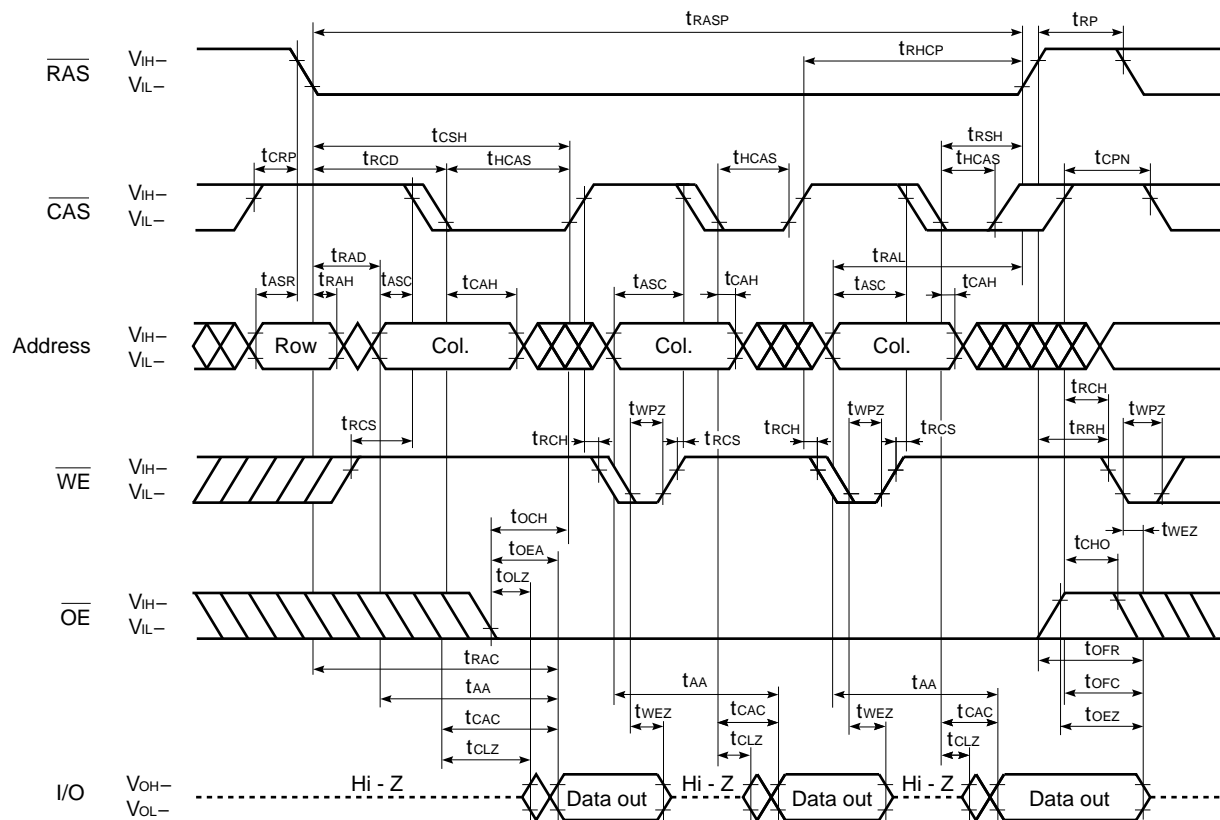 tRASP tRP
tRHCP
RAS VIH–
VIL–
tCSH tRSH
tCRP tRCD tHCAS tHCAS tHCAS tCPN
CAS VIH–
VIL–
tRAD tRAL
tASR tRAH tASC tCAH tASC tCAH tASC tCAH
Address VIH– Row Col. Col. Col.
VIL–
tRCH
tRCS tWPZ tWPZ tWPZ
tRCH tRCS tRCH tRCS tRRH
WE VIH–
VIL–
tOCH tWEZ
tOEA tCHO
tOLZ
OE VIH–
VIL–
tRAC tOFR
tAA tAA tAA tOFC
tCAC tWEZ tCAC tWEZ tCAC tOEZ
tCLZ tCLZ tCLZ
I/O VOH– Hi - Z Data out Hi - Z Data out Hi - Z Data out
VOL–